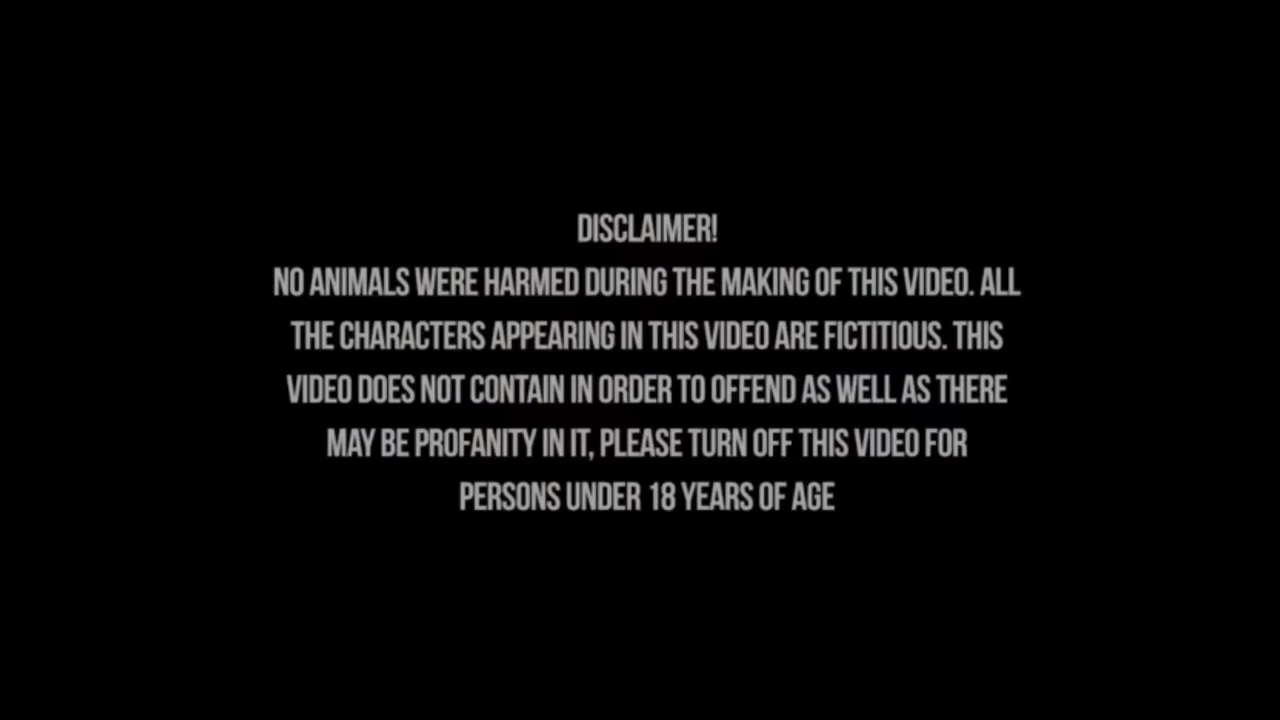 DISCLAIMER!
NO ANIMALS WERE HARMED DURING THE MAKING OF THIS VIDEO. ALL
THE CHARACTERS APPEARING IN THIS VIDEO ARE FICTITIOUS. THIS
VIDEO DOES NOT CONTAIN IN ORDER TO OFFEND AS WELL AS THERE
MAY BE PROFANITY IN IT, PLEASE TURN OFF THIS VIDEO FOR
PERSONS UNDER 18 YEARS OF AGE